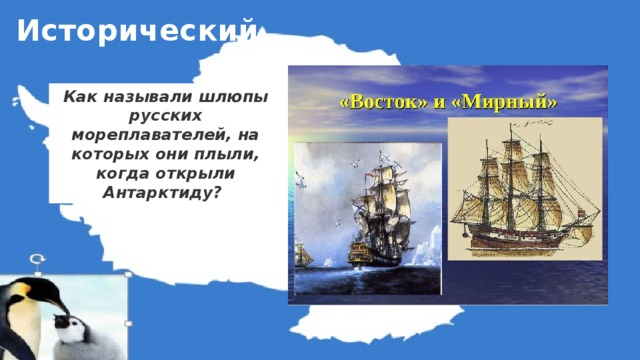 Исторический
Как называли шлюпы
русских
мореплавателей, на
которых они плыли,
когда открыли
Антарктиду?
«Восток» и «Мирный»